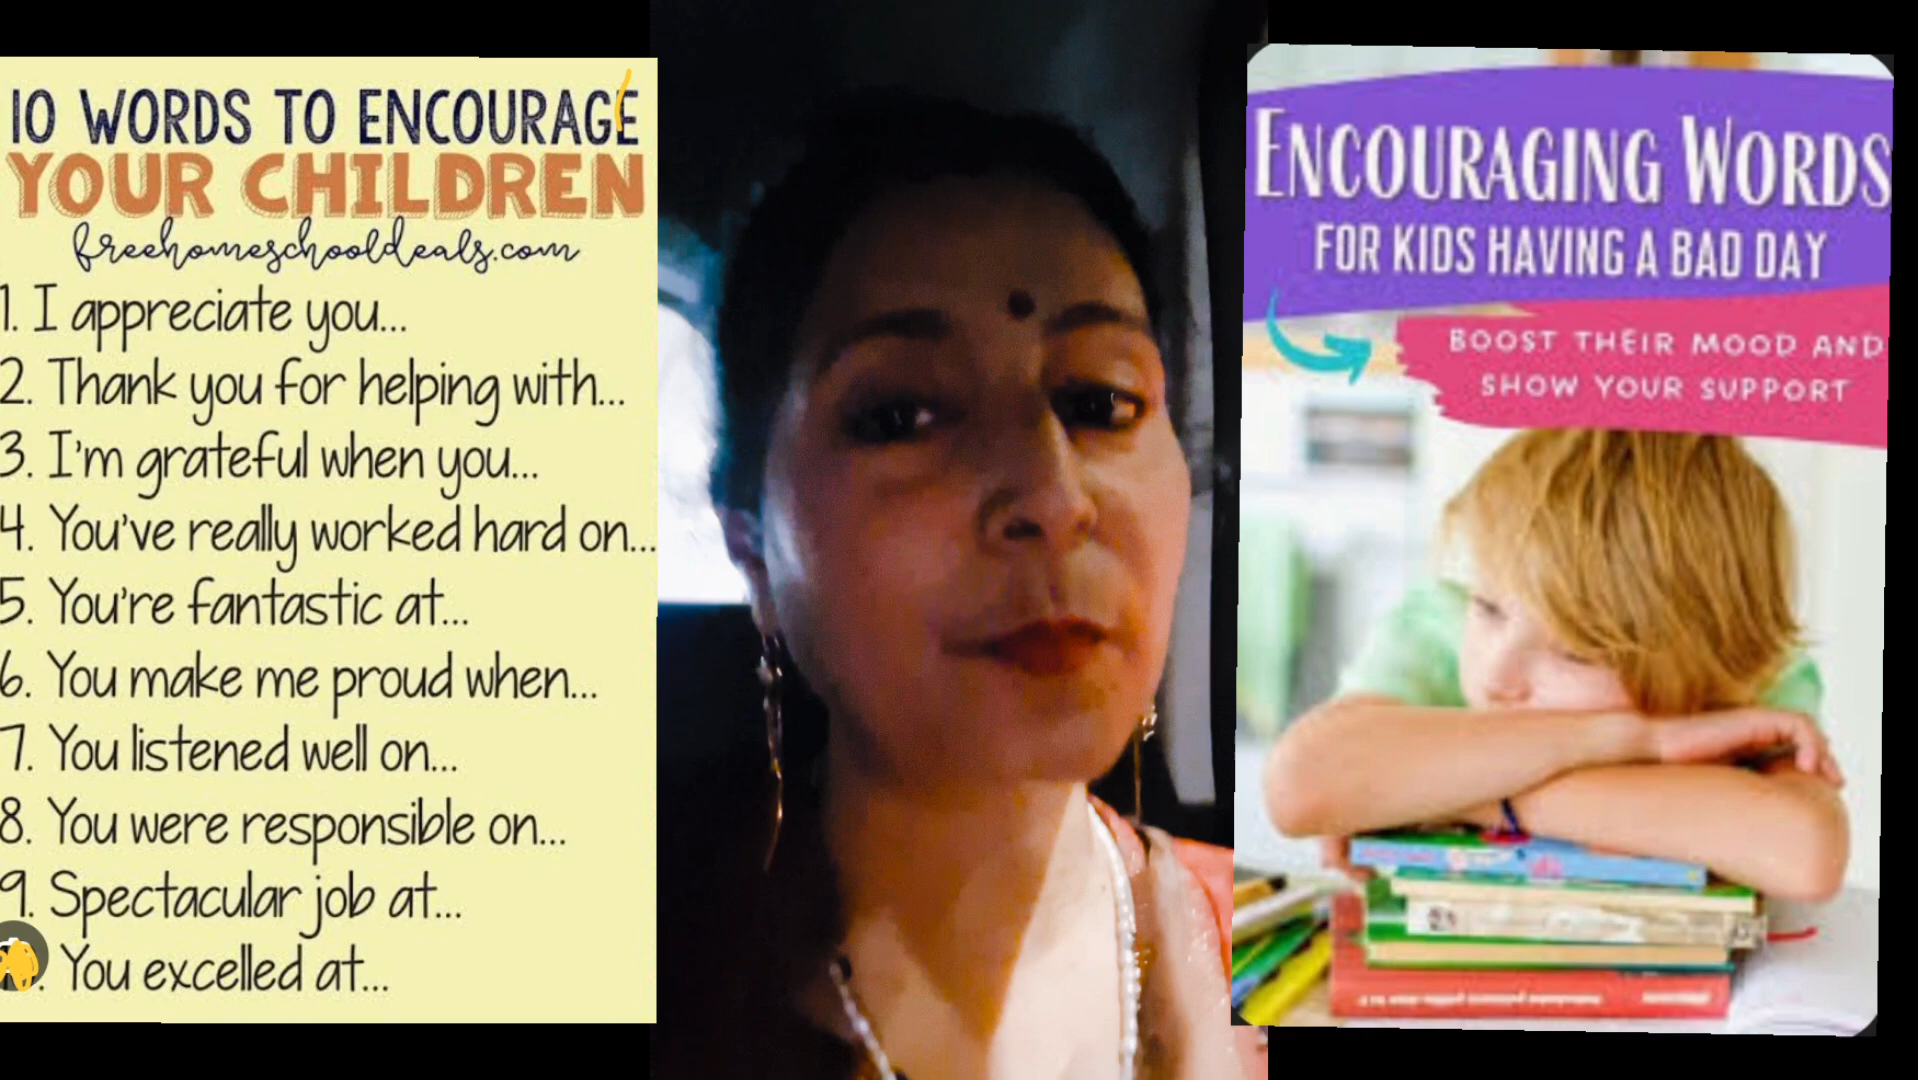 10 WORDS TO ENCOURAGE
YOUR CHILDREN
freehomeschooldeals.com
1. I appreciate you...
2. Thank you for helping with...
3. I'm grateful when you...
4. You've really worked hard on...
5. You're fantastic at...
6. You make me proud when...
7. You listened well on...
8. You were responsible on...
9. Spectacular job at...
You excelled at...
ENCOURAGING WORDS
FOR KIDS HAVING A BAD DAY
BOOST THEIR MOOD AND
SHOW YOUR SUPPORT